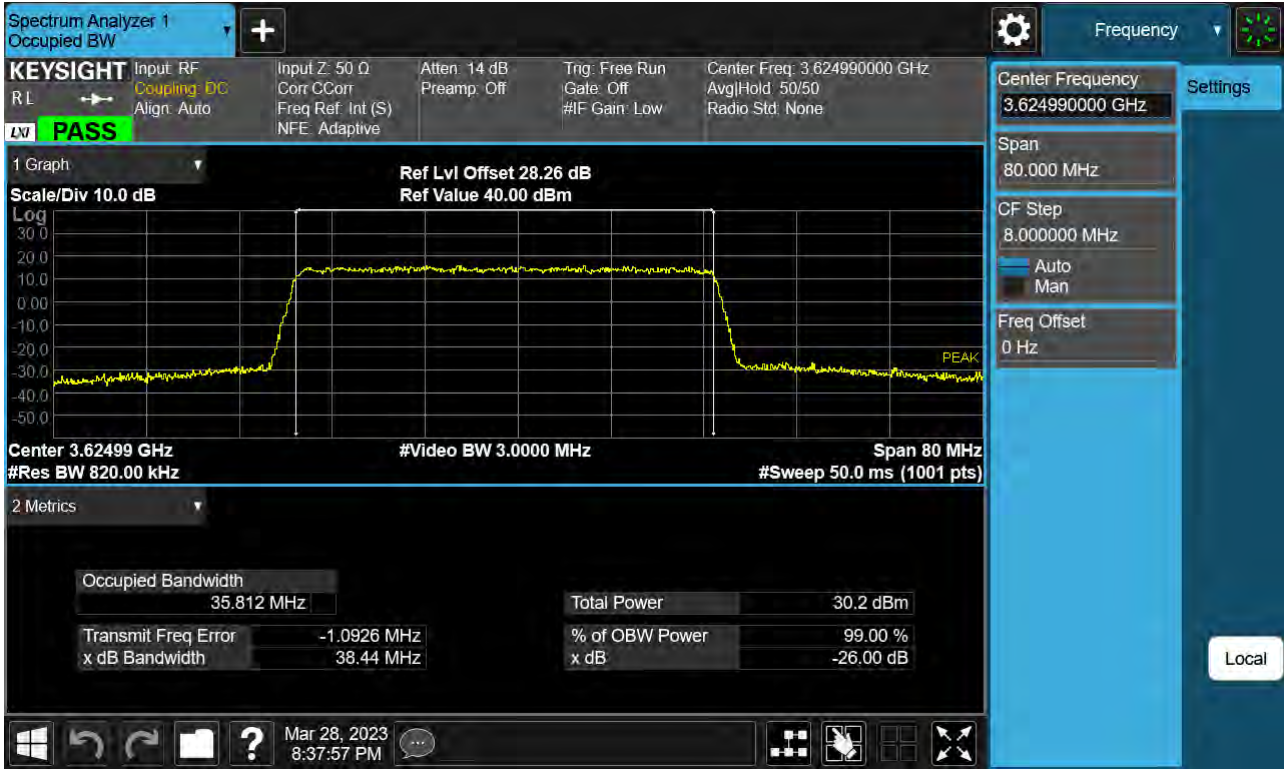 Spectrum Analyzer 1
Occupied BW
Frequency
KEYSIGHT
R L
LXI
PASS
Input: RF
Coupling: DC
Align: Auto
Input Z: 50 Ω
Corr CCorr
Freq Ref: Int (S)
NFE: Adaptive
Atten: 14 dB
Preamp: Off
Trig: Free Run
Gate: Off
#IF Gain: Low
Center Freq: 3.624990000 GHz
Avg|Hold: 50/50
Radio Std: None
1 Graph
Scale/Div 10.0 dB
Ref Lvl Offset 28.26 dB
Ref Value 40.00 dBm
Log
30.0
20.0
10.0
0.00
-10.0
-20.0
-30.0
-40.0
-50.0
PEAK
Center 3.62499 GHz
#Video BW 3.0000 MHz
Span 80 MHz
#Res BW 820.00 kHz
#Sweep 50.0 ms (1001 pts)
2 Metrics
Occupied Bandwidth
35.812 MHz
Transmit Freq Error -1.0926 MHz
x dB Bandwidth 38.44 MHz
Total Power 30.2 dBm
% of OBW Power 99.00 %
x dB -26.00 dB
Center Frequency
3.624990000 GHz
Span
80.000 MHz
CF Step
8.000000 MHz
Auto
Man
Freq Offset
0 Hz
Settings
Local
?
Mar 28, 2023
8:37:57 PM